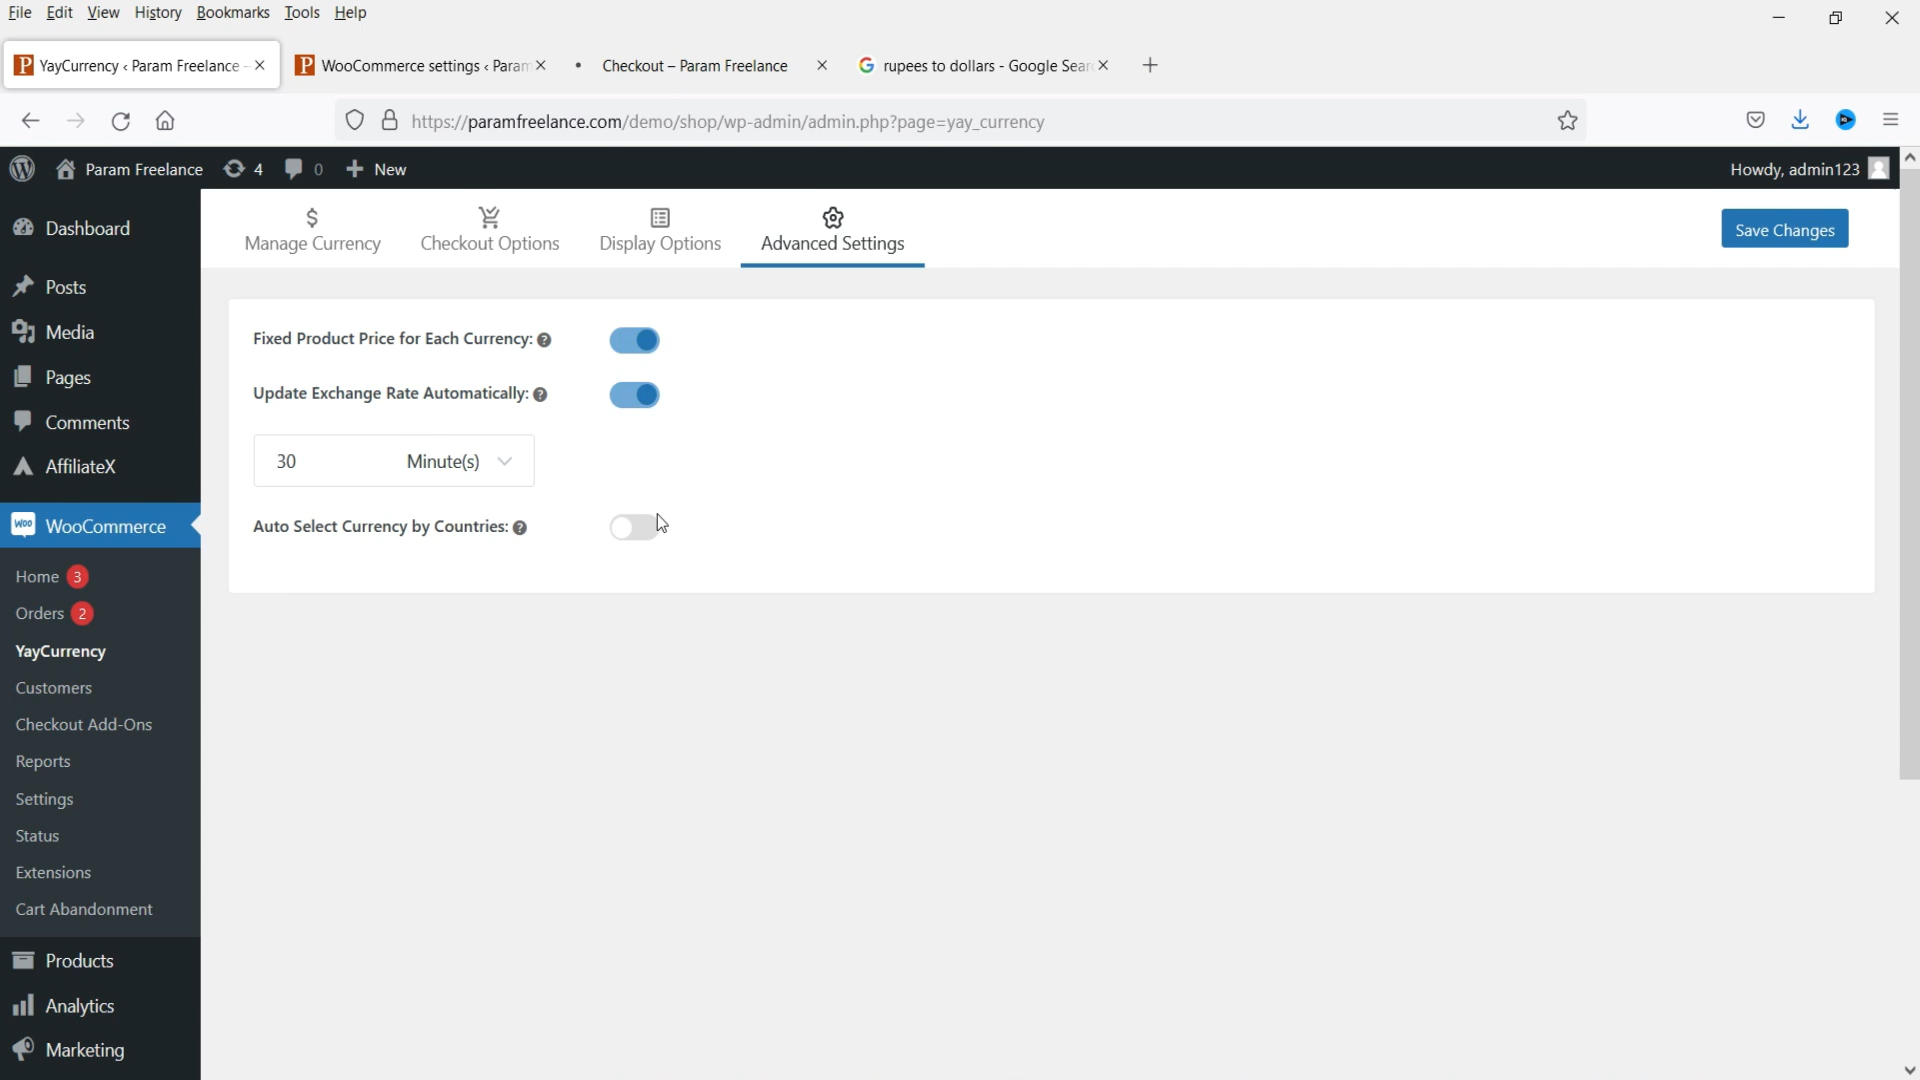 File Edit View History Bookmarks Tools Help
YayCurrency ‹ Param Freelance – WooCommerce settings ‹ Param Checkout – Param Freelance rupees to dollars - Google Sear
https://paramfreelance.com/demo/shop/wp-admin/admin.php?page=yay_currency
Param Freelance 4 0 New Howdy, admin123
Dashboard
Posts
Media
Pages
Comments
AffiliateX
WooCommerce
Home 3
Orders 2
YayCurrency
Customers
Checkout Add-Ons
Reports
Settings
Status
Extensions
Cart Abandonment
Products
Analytics
Marketing
Manage Currency Checkout Options Display Options Advanced Settings Save Changes
Fixed Product Price for Each Currency: ?
Update Exchange Rate Automatically: ?
30 Minute(s)
Auto Select Currency by Countries: ?